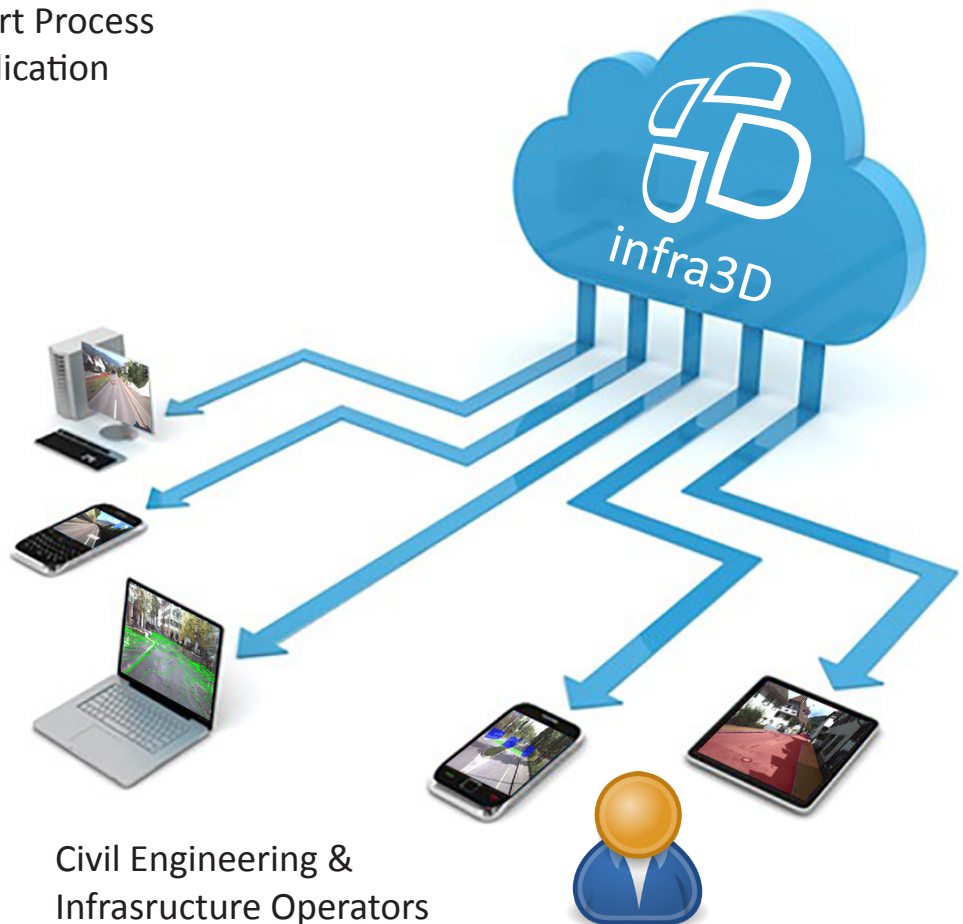 rt Process
lication
infra3D
Civil Engineering &
Infrasructure Operators